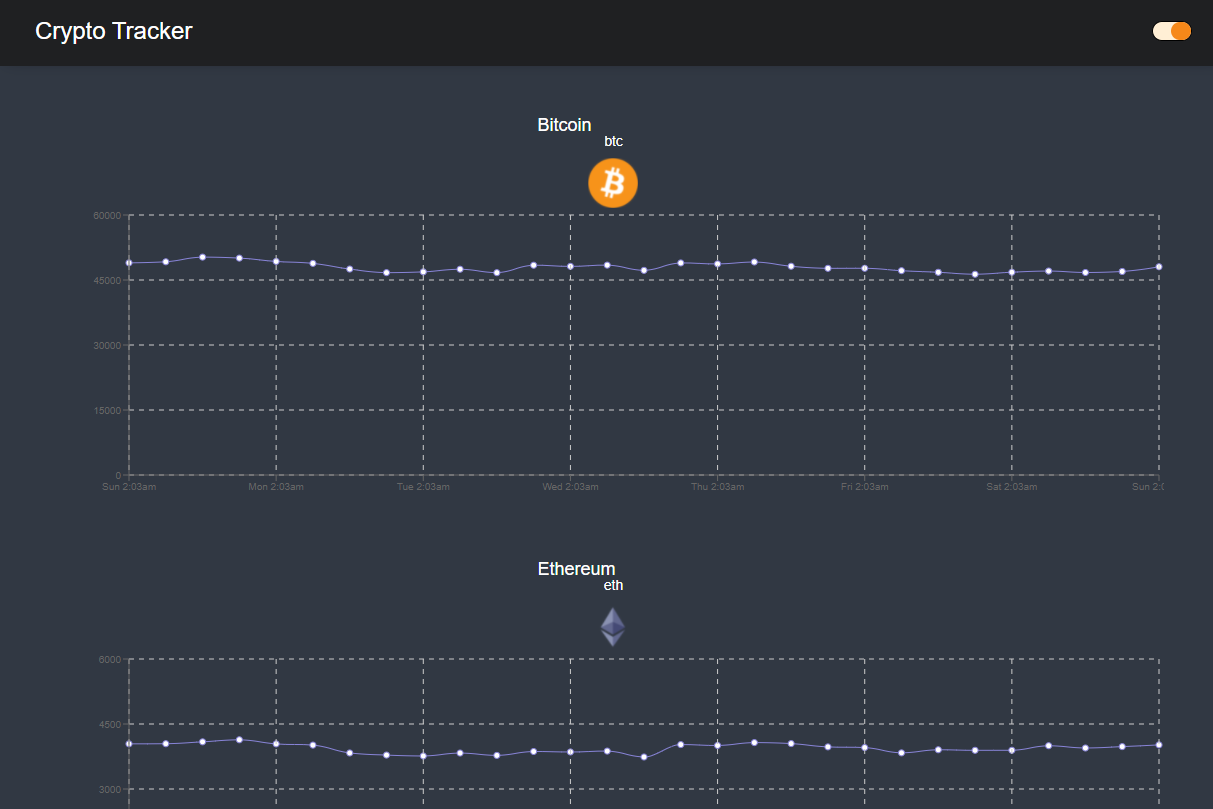 Crypto Tracker
Bitcoin
btc
60000
45000
30000
15000
0
Sun 2:03am Mon 2:03am Tue 2:03am Wed 2:03am Thu 2:03am Fri 2:03am Sat 2:03am Sun 2:0
Ethereum
eth
6000
4500
3000